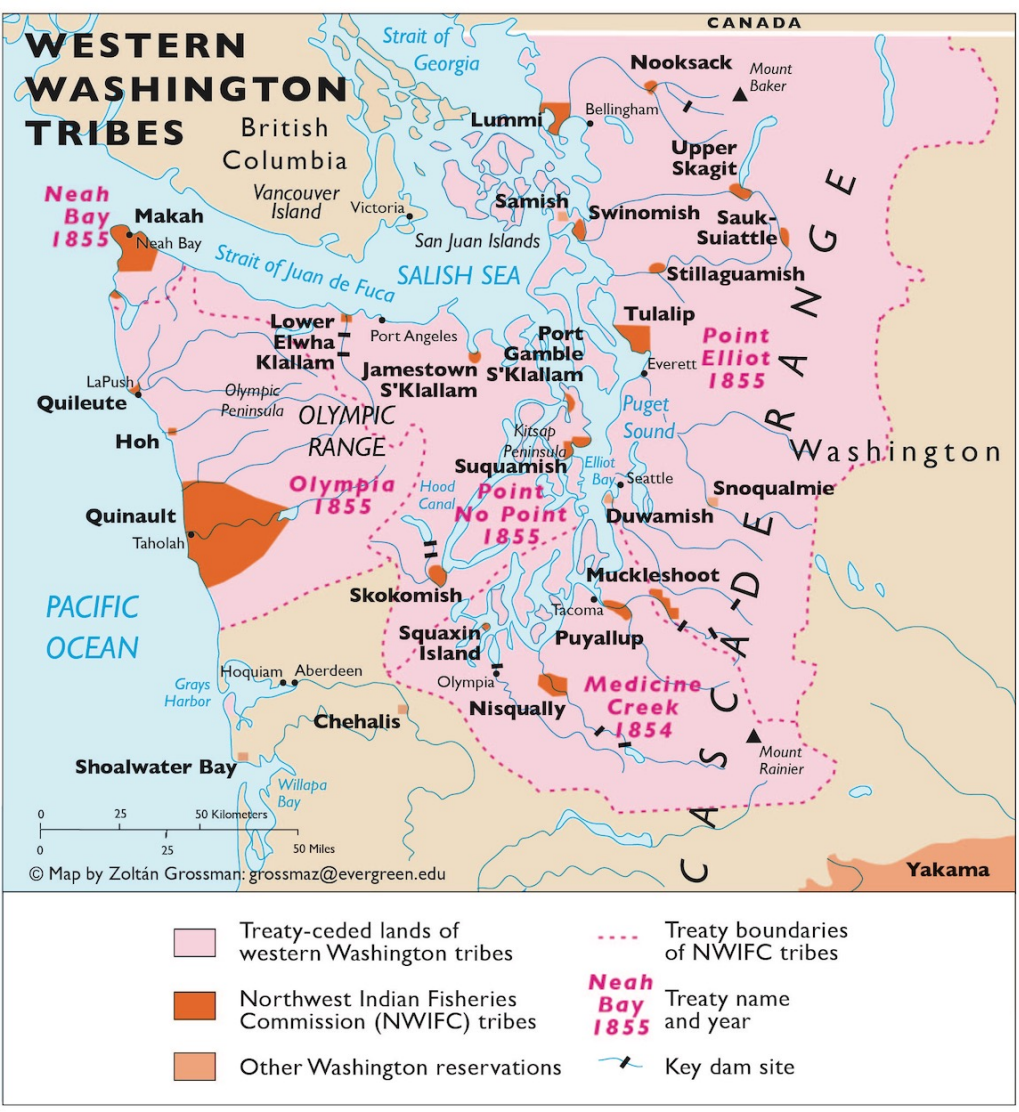 CANADA
WESTERN
WASHINGTON
TRIBES
Strait of
Georgia
Nooksack
Mount
Baker
Lummi
Bellingham
British
Columbia
Upper
Skagit
Vancouver
Island
Victoria
Neah
Bay
1855
Makah
Neah Bay
Samish
Swinomish
Sauk-
Suiattle
San Juan Islands
Strait of Juan de Fuca
SALISH SEA
Stillaguamish
Lower
Elwha
Klallam
Port Angeles
Tulalip
Port
Gamble
S'Klallam
Point
Elliot
1855
Jamestown
S'Klallam
Everett
LaPush
Quileute
Olympic
Peninsula
OLYMPIC
RANGE
Puget
Sound
Hoh
Kitsap
Peninsula
Washington
Suquamish
Elliot
Bay
Seattle
Olympia
1855
Hood
Canal
Point
No Point
1855
Snoqualmie
Quinault
Taholah
Duwamish
CASCADE RANGE
Muckleshoot
Skokomish
Tacoma
PACIFIC
OCEAN
Squaxin
Island
Puyallup
Hoquiam
Aberdeen
Olympia
Grays
Harbor
Nisqually
Medicine
Creek
1854
Chehalis
Mount
Rainier
Shoalwater Bay
Willapa
Bay
0 25 50 Kilometers
0 25 50 Miles
© Map by Zoltán Grossman: grossmaz@evergreen.edu
Yakama
Treaty-ceded lands of
western Washington tribes
Northwest Indian Fisheries
Commission (NWIFC) tribes
Other Washington reservations
Treaty boundaries
of NWIFC tribes
Neah
Bay
1855
Treaty name
and year
Key dam site